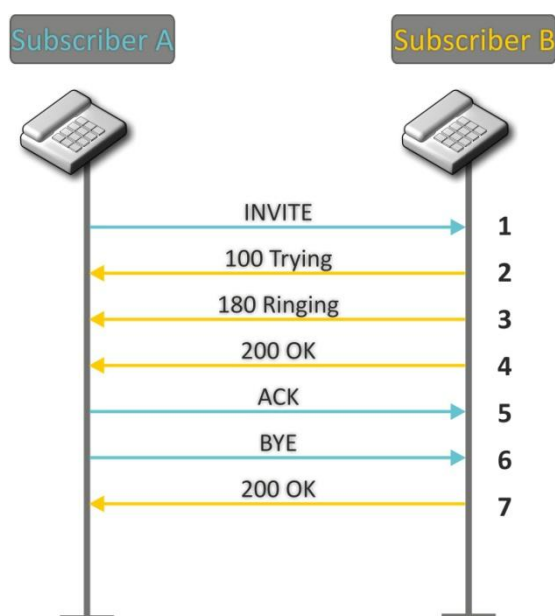 Subscriber A
Subscriber B
INVITE
1
100 Trying
2
180 Ringing
3
200 OK
4
ACK
5
BYE
6
200 OK
7